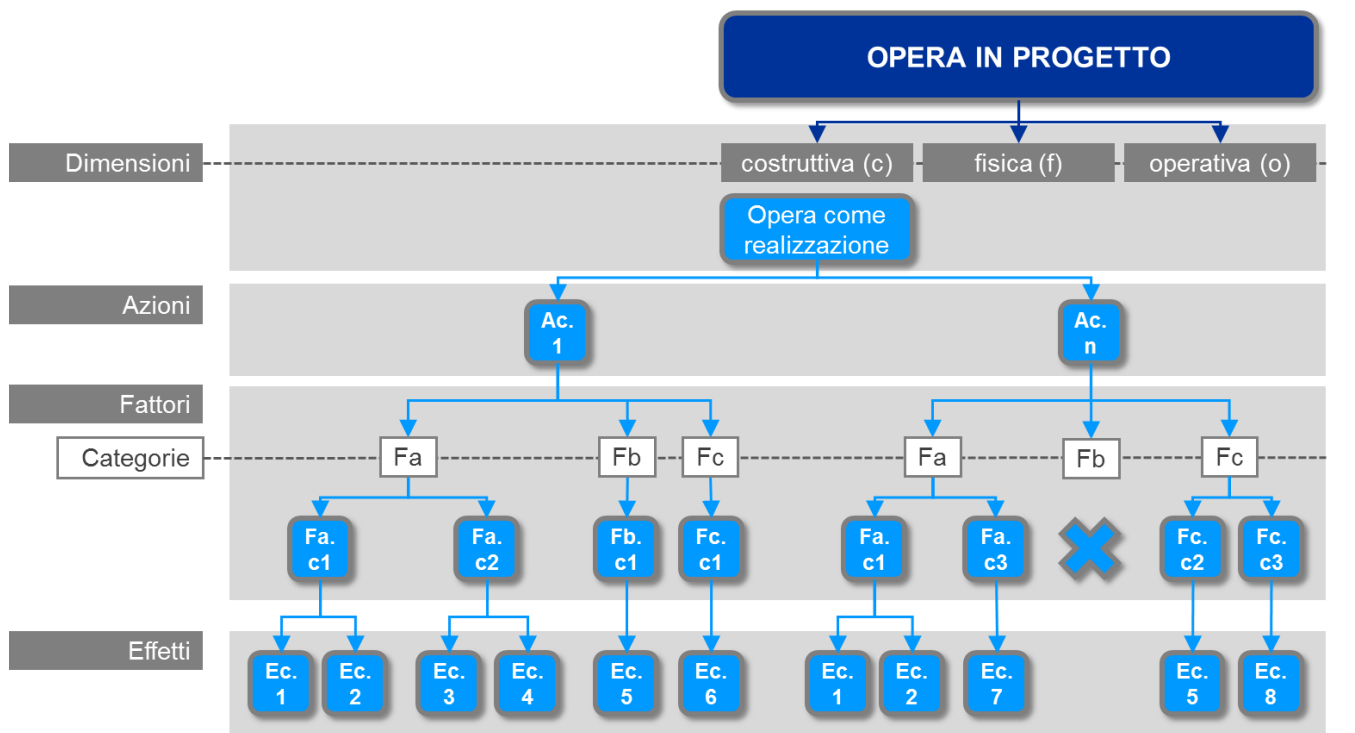 OPERA IN PROGETTO
Dimensioni
costruttiva (c)
fisica (f)
operativa (o)
Opera come
realizzazione
Azioni
Ac.
1
Ac.
n
Fattori
Categorie
Fa
Fb
Fc
Fa
Fb
Fc
Fa.
c1
Fa.
c2
Fb.
c1
Fc.
c1
Fa.
c1
Fa.
c3
Fc.
c2
Fc.
c3
Effetti
Ec.
1
Ec.
2
Ec.
3
Ec.
4
Ec.
5
Ec.
6
Ec.
1
Ec.
2
Ec.
7
Ec.
5
Ec.
8